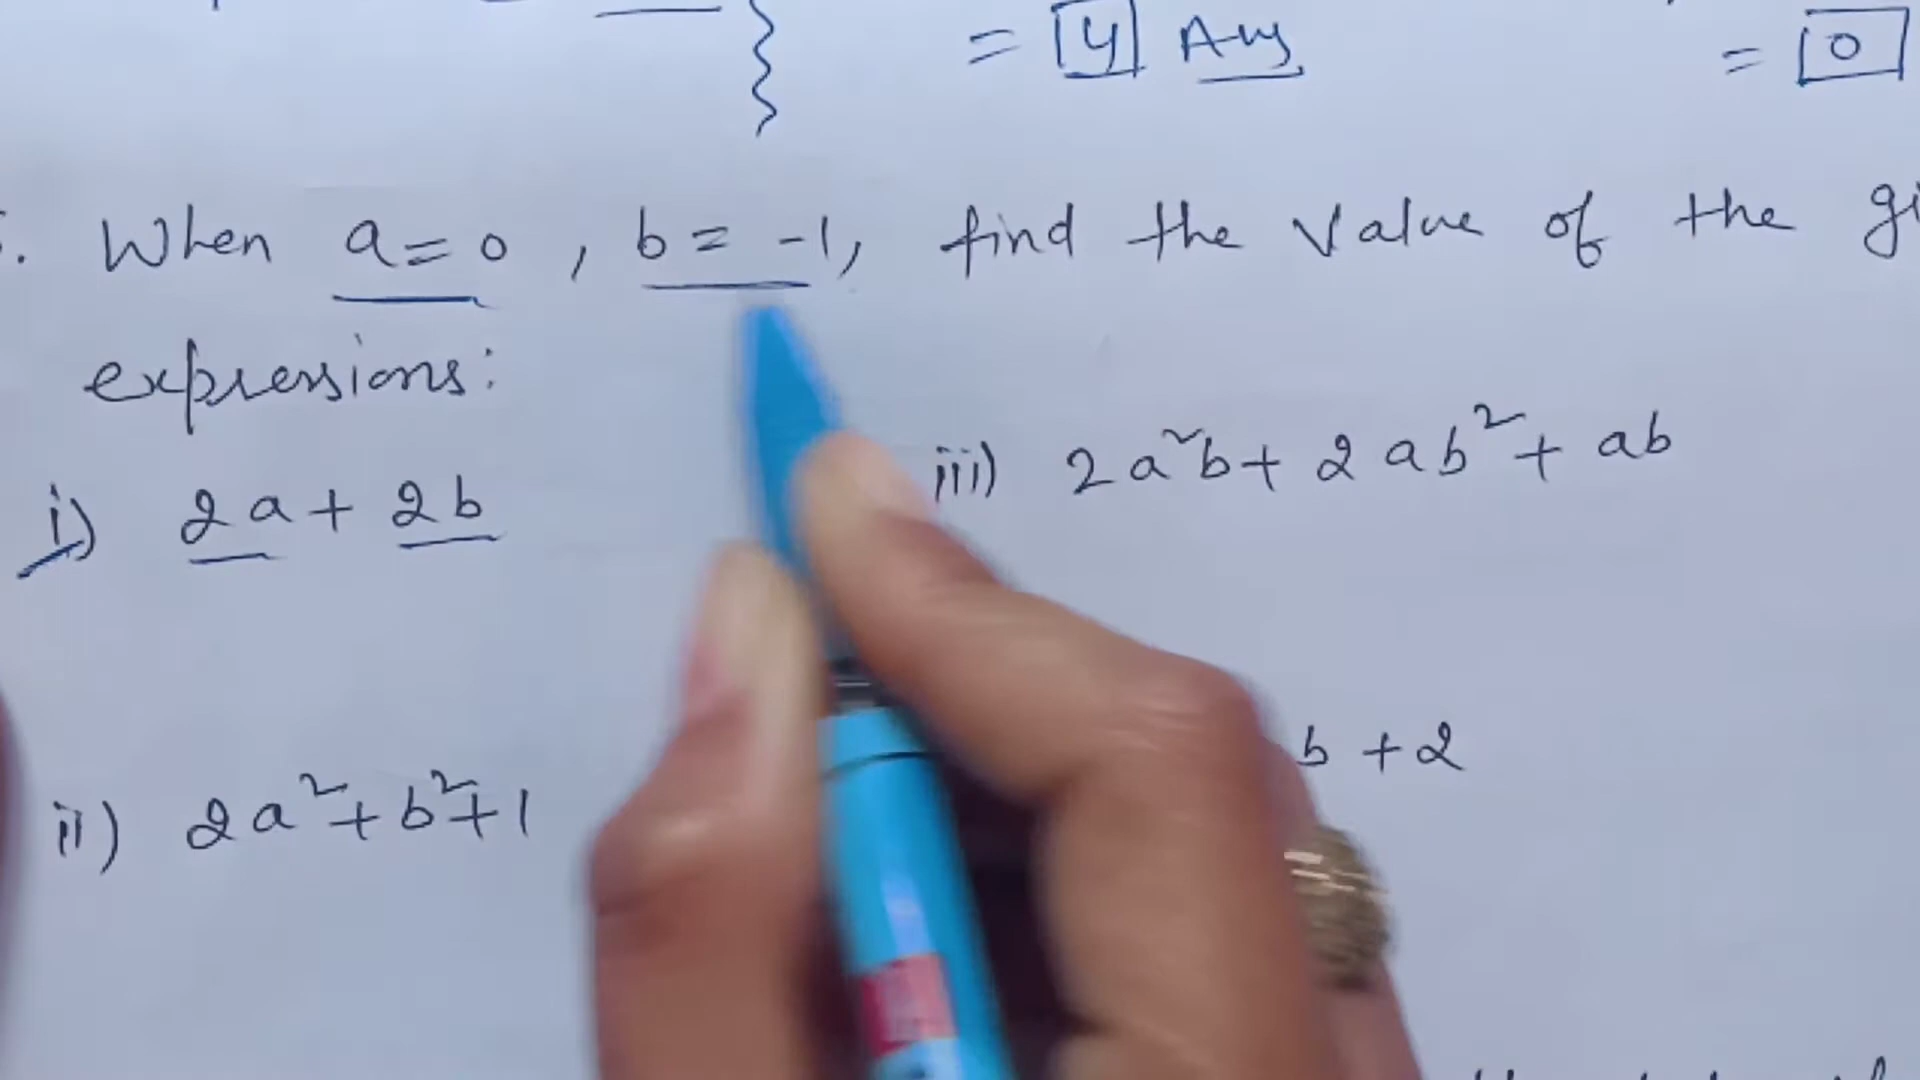 = 4 Ans
= 0
When a=0, b = -1, find the value of the
expressions:
i) 2a + 2b
iii) 2a²b + 2ab² + ab
b + 2
ii) 2a² + b² + 1